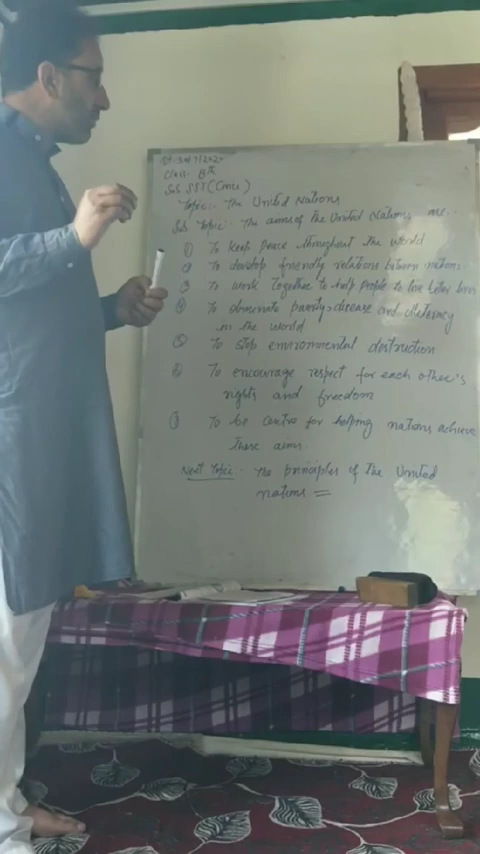 Class:- 8th
Sub SST (Civics)
Topic:- The United Nations
Sub Topic:- The aims of the United Nations are:-
① To Keep Peace throughout the world
② To develop friendly relations between nations
③ To work together to help people to live better lives
④ To eliminate poverty, disease and illiteracy
in the world
⑤ To stop environmental destruction
⑥ To encourage respect for each other's
rights and freedom
⑦ To be centre for helping nations achieve
these aims
Next Topic:- The principles of the United
nations =